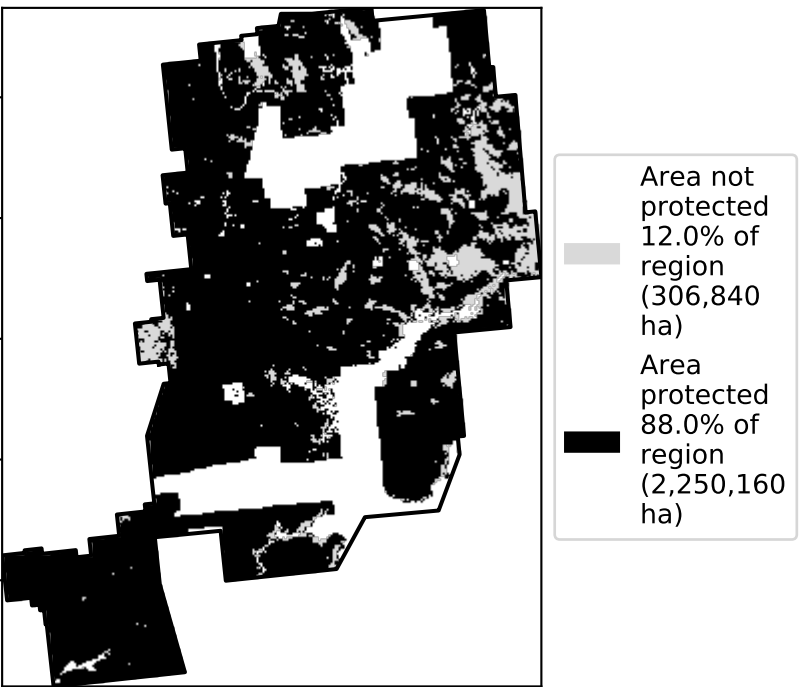 Area not
protected
12.0% of
region
(306,840
ha)
Area
protected
88.0% of
region
(2,250,160
ha)